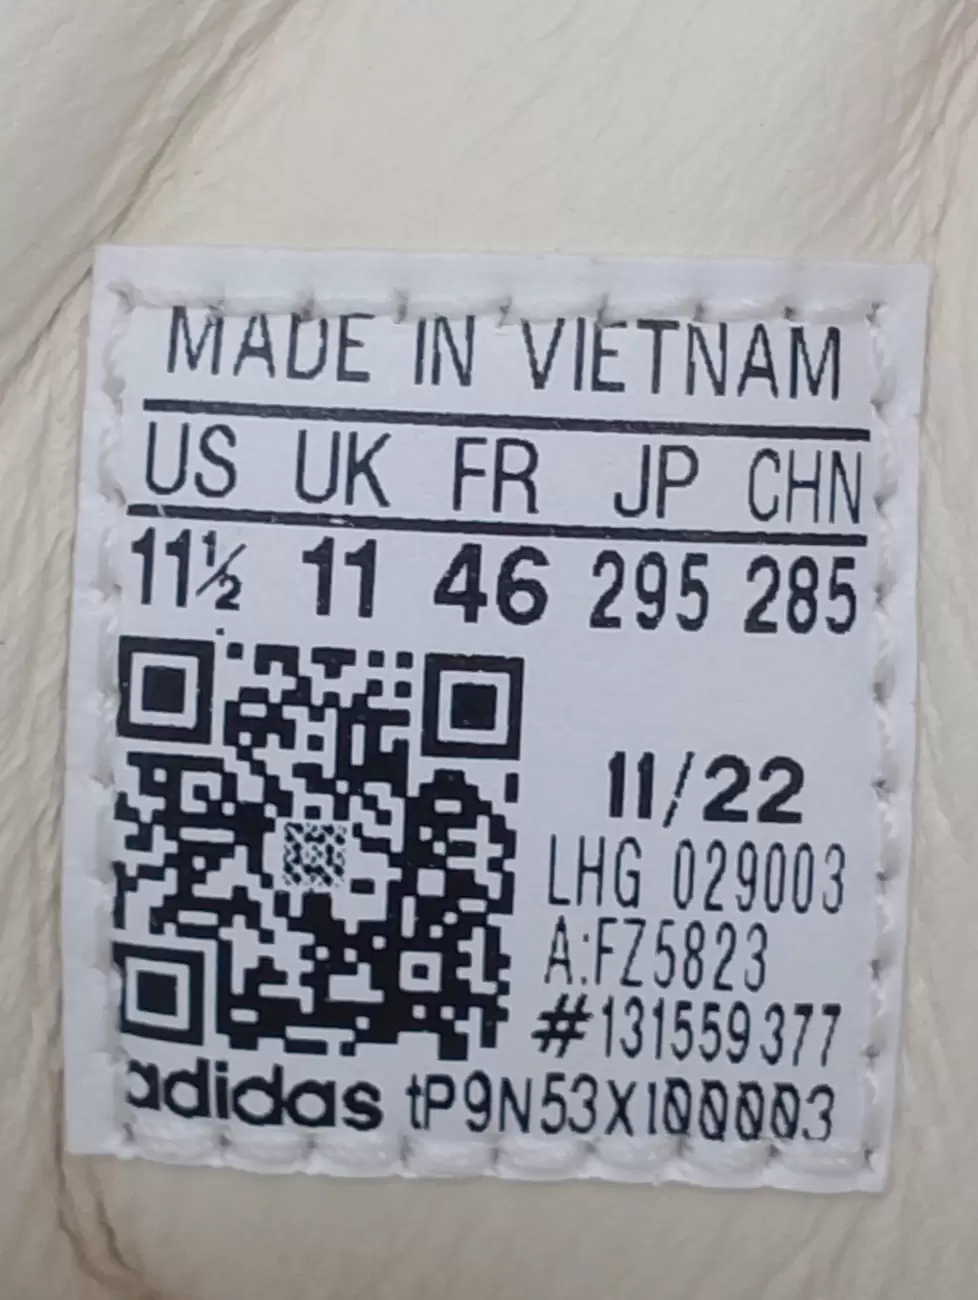 MADE IN VIETNAM
US UK FR JP CHN
11½ 11 46 295 285
11/22
LHG 029003
A:FZ5823
#131559377
adidas tP9N53X100003